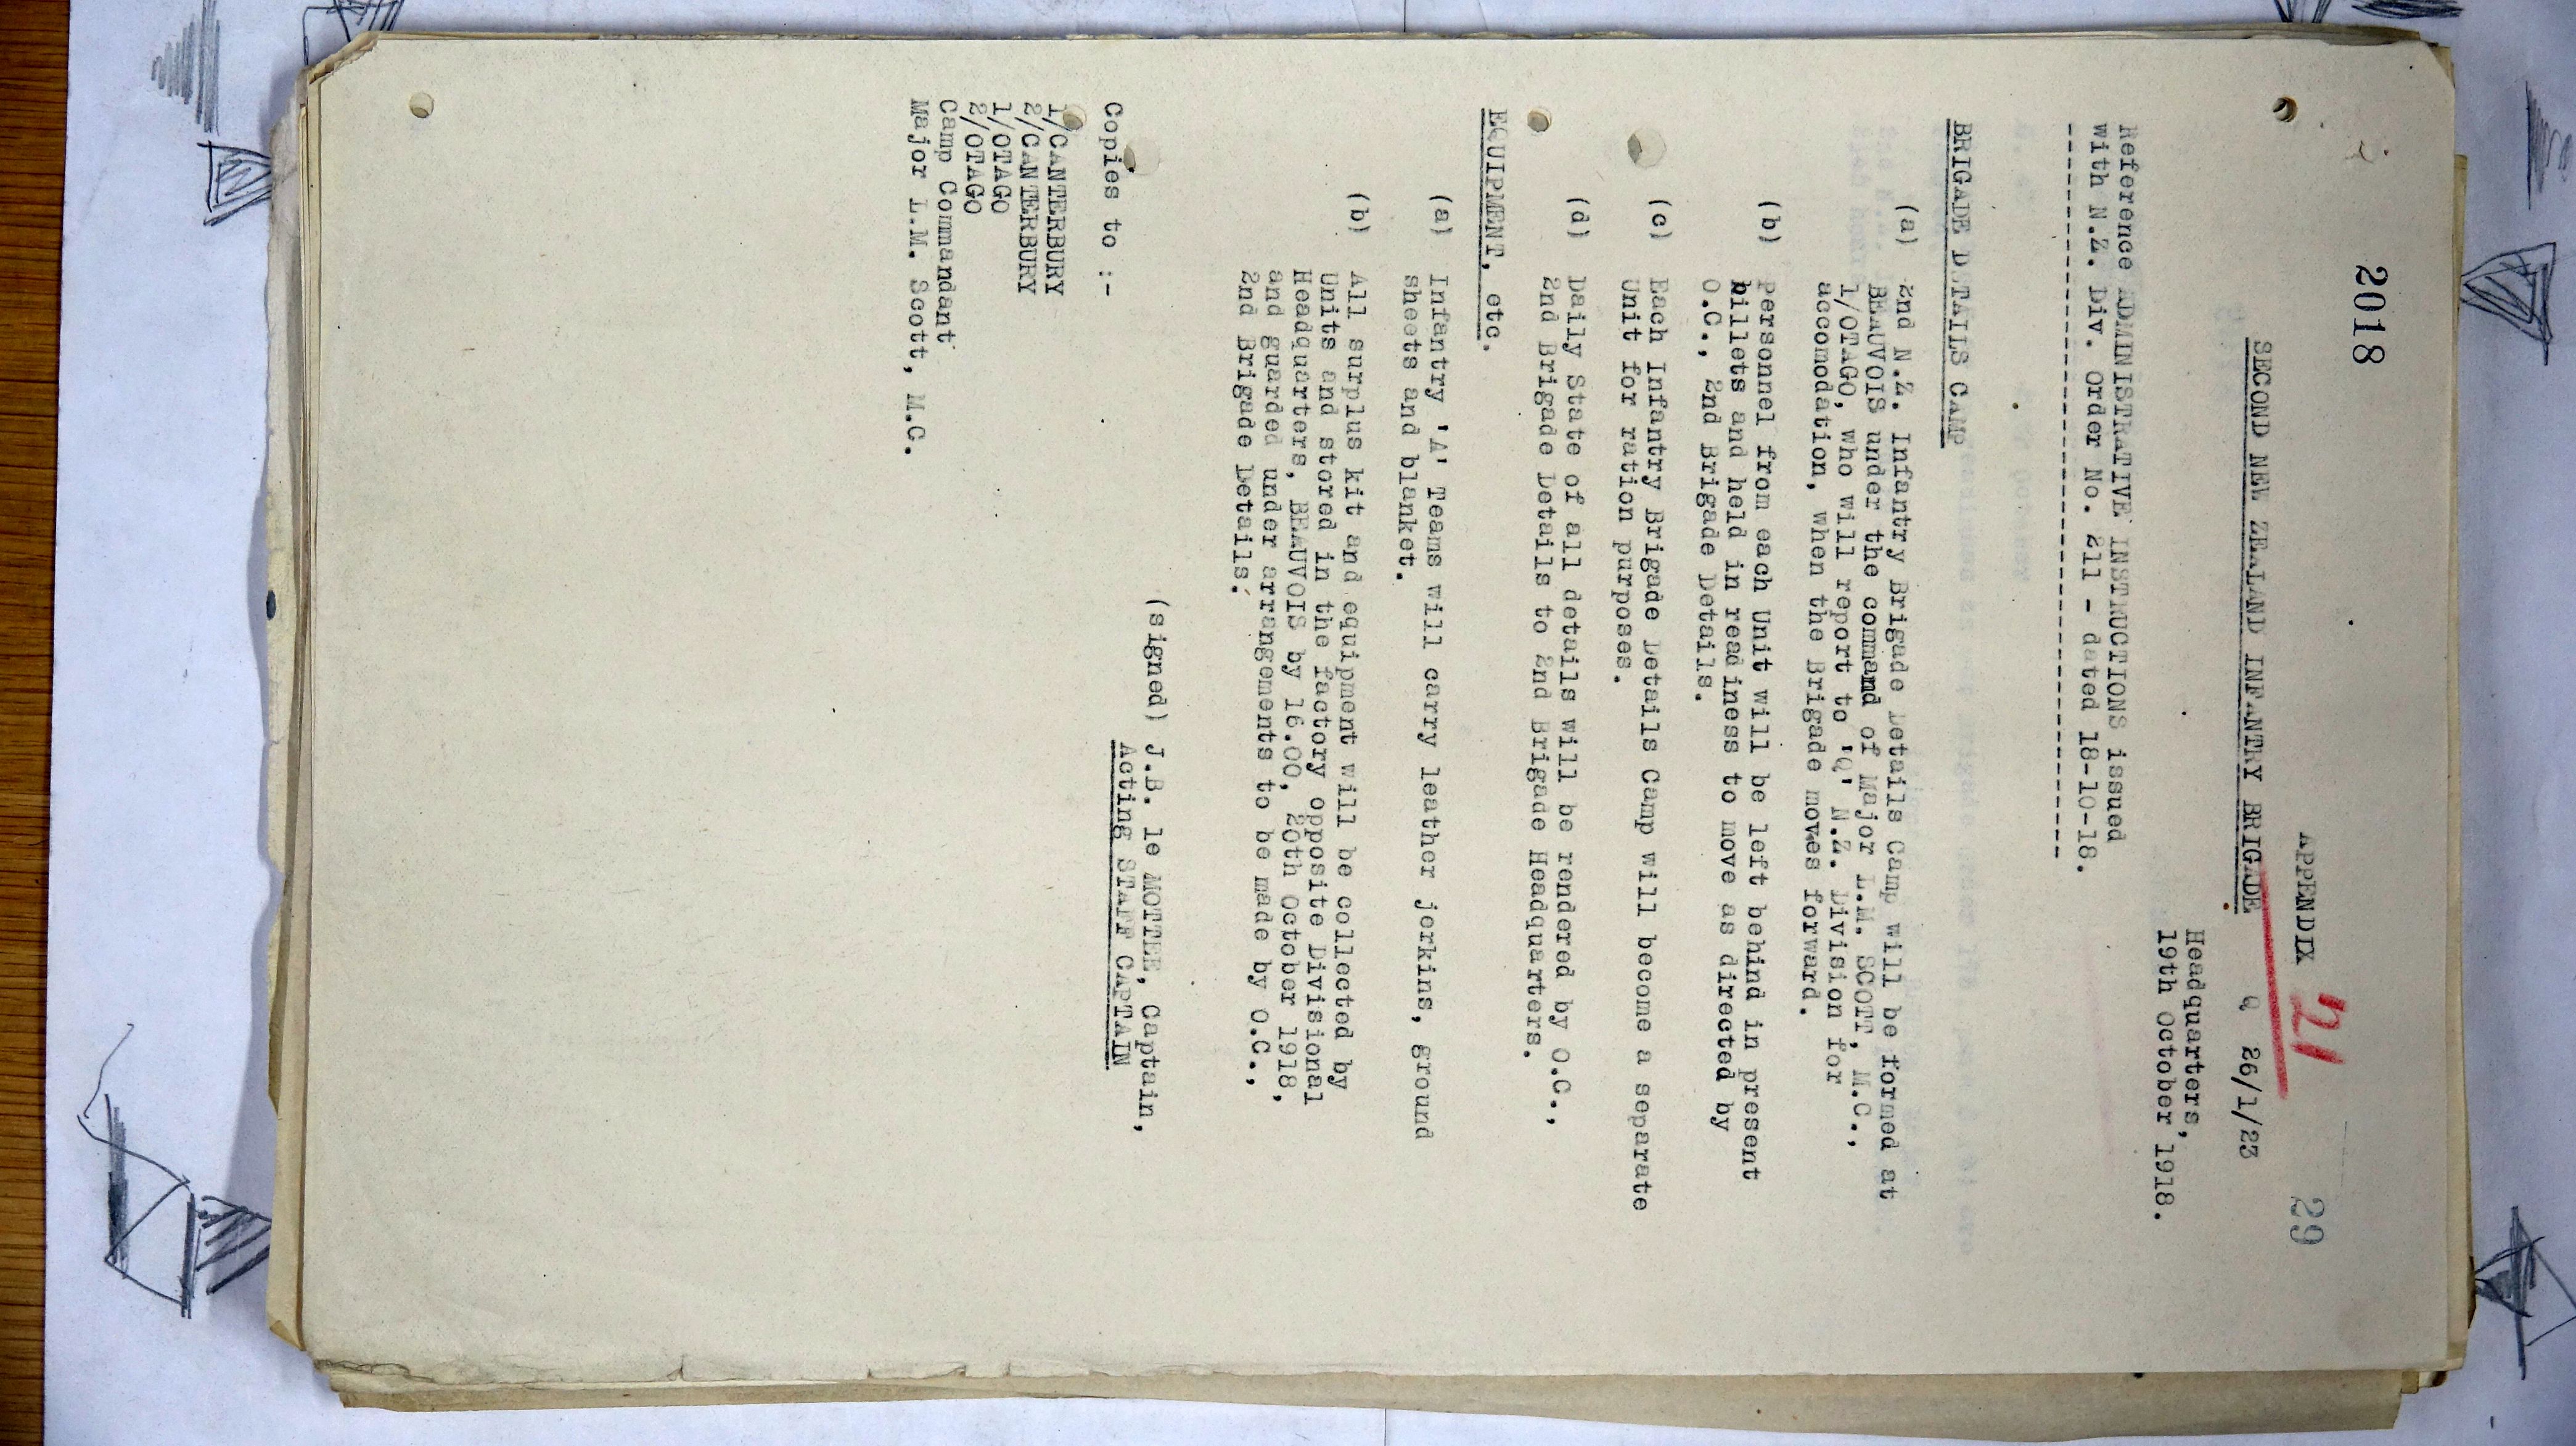 2018
APPENDIX 21 29
SECOND NEW ZEALAND INFANTRY BRIGADE Q 26/1/23
Headquarters,
19th October 1918.
Reference ADMINISTRATIVE INSTRUCTIONS issued
with N.Z. Div. Order No. 211 - dated 18-10-18.
BRIGADE DETAILS CAMP
(a) 2nd N.Z. Infantry Brigade Details Camp will be formed at
BEAUVOIS under the command of Major L.M. SCOTT, M.C.,
1/OTAGO, who will report to 'Q' N.Z. Division for
accomodation, when the Brigade moves forward.
(b) Personnel from each Unit will be left behind in present
billets and held in readiness to move as directed by
O.C., 2nd Brigade Details.
(c) Each Infantry Brigade Details Camp will become a separate
Unit for ration purposes.
(d) Daily State of all details will be rendered by O.C.,
2nd Brigade Details to 2nd Brigade Headquarters.
EQUIPMENT, etc.
(a) Infantry 'A' Teams will carry leather jerkins, ground
sheets and blanket.
(b) All surplus kit and equipment will be collected by
Units and stored in the factory opposite Divisional
Headquarters, BEAUVOIS by 16.00, 20th October 1918,
and guarded under arrangements to be made by O.C.,
2nd Brigade Details.
(signed) J.B. le MOTTEE, Captain,
Acting STAFF CAPTAIN
Copies to :-
1/CANTERBURY
2/CANTERBURY
1/OTAGO
2/OTAGO
Camp Commandant
Major L.M. Scott, M.C.